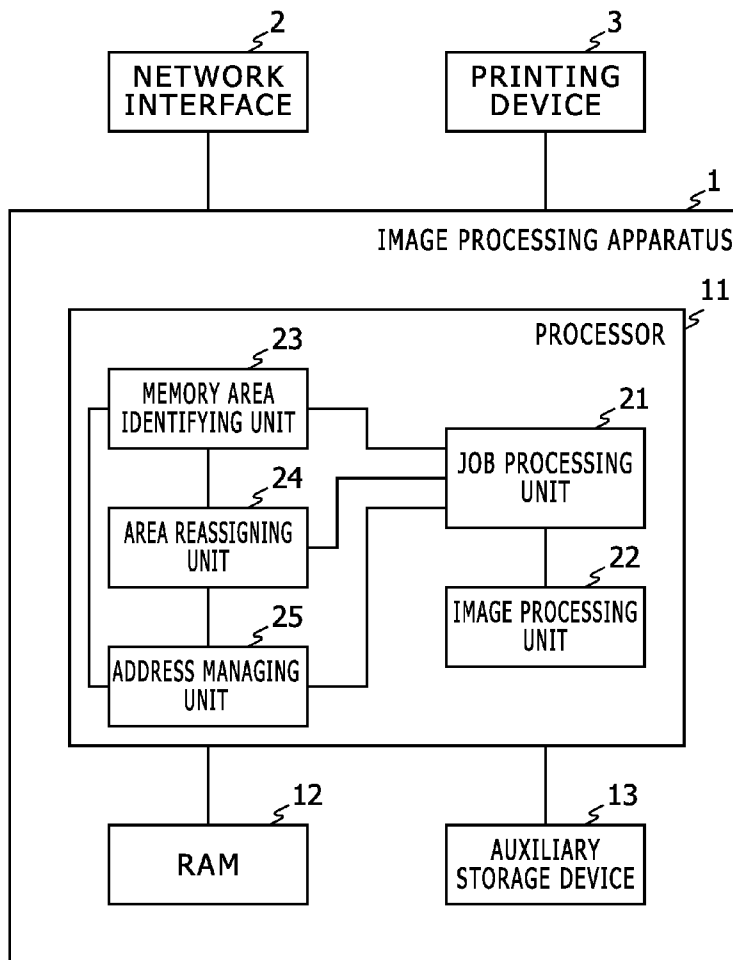 2
3
NETWORK
INTERFACE
PRINTING
DEVICE
1
IMAGE PROCESSING APPARATUS
11
PROCESSOR
23
MEMORY AREA
IDENTIFYING UNIT
21
JOB PROCESSING
UNIT
24
AREA REASSIGNING
UNIT
22
IMAGE PROCESSING
UNIT
25
ADDRESS MANAGING
UNIT
12
RAM
13
AUXILIARY
STORAGE DEVICE